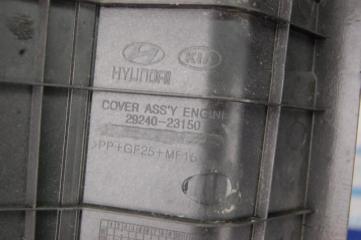 HYUNDAI KIA
COVER ASS'Y ENGINE
29240-23150
>PP+GF25+MF15